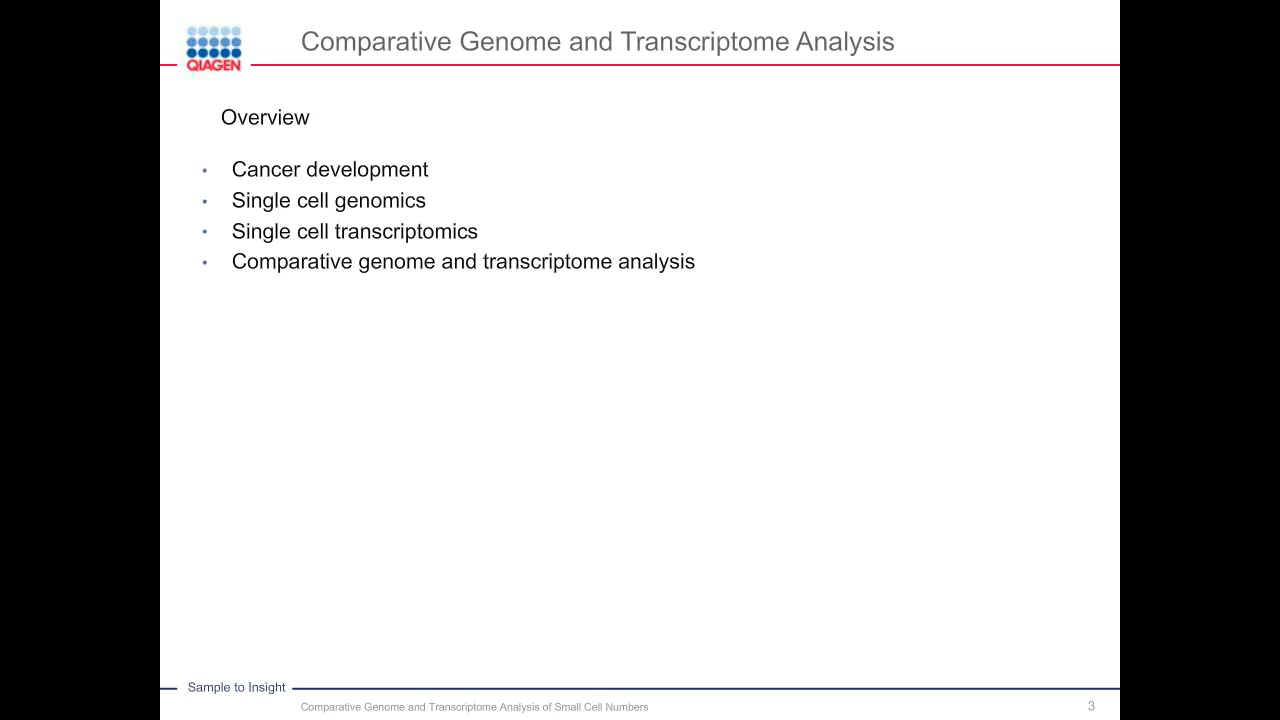 QIAGEN
Comparative Genome and Transcriptome Analysis
Overview
• Cancer development
• Single cell genomics
• Single cell transcriptomics
• Comparative genome and transcriptome analysis
Sample to Insight
Comparative Genome and Transcriptome Analysis of Small Cell Numbers
3